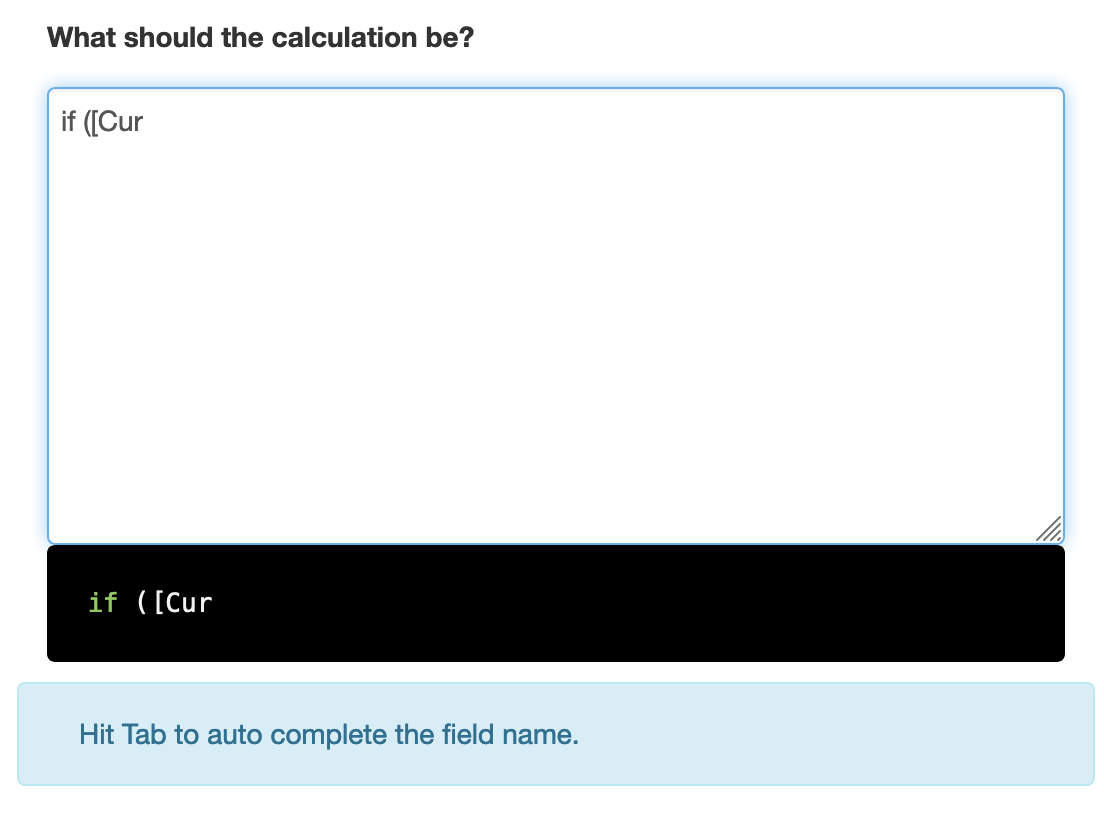 What should the calculation be?
if ([Cur
if ([Cur
Hit Tab to auto complete the field name.